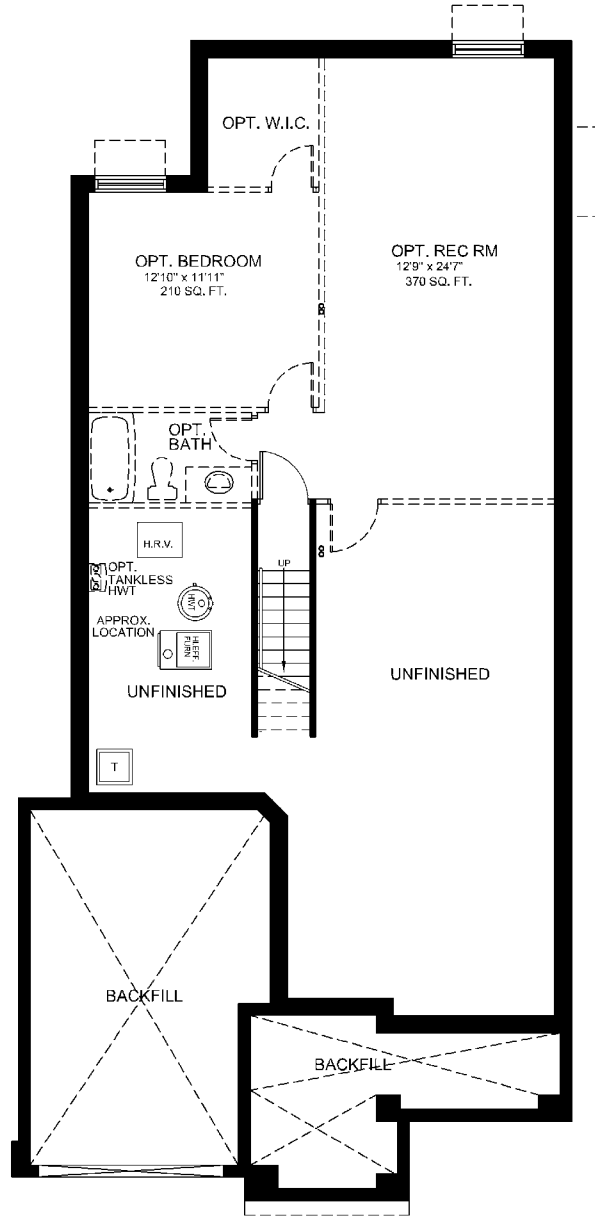 OPT. W.I.C.
OPT. BEDROOM
12'10" x 11'11"
210 SQ. FT.
OPT. REC RM
12'9" x 24'7"
370 SQ. FT.
OPT.
BATH
H.R.V.
OPT.
TANKLESS
HWT
HWT
APPROX.
LOCATION
HI.EFF.
FURN
UP
UNFINISHED
UNFINISHED
T
BACKFILL
BACKFILL